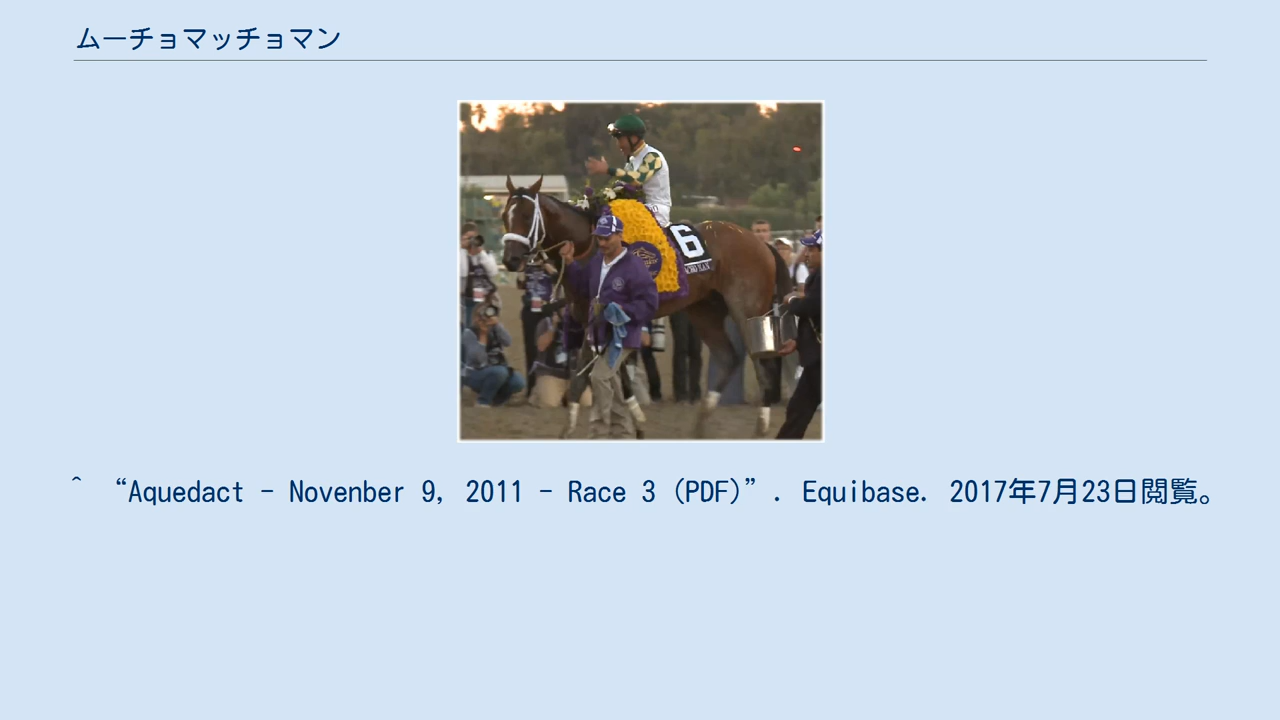 ムーチョマッチョマン
6
^ “Aquedact - Novenber 9, 2011 - Race 3 (PDF)”. Equibase. 2017年7月23日閲覧。